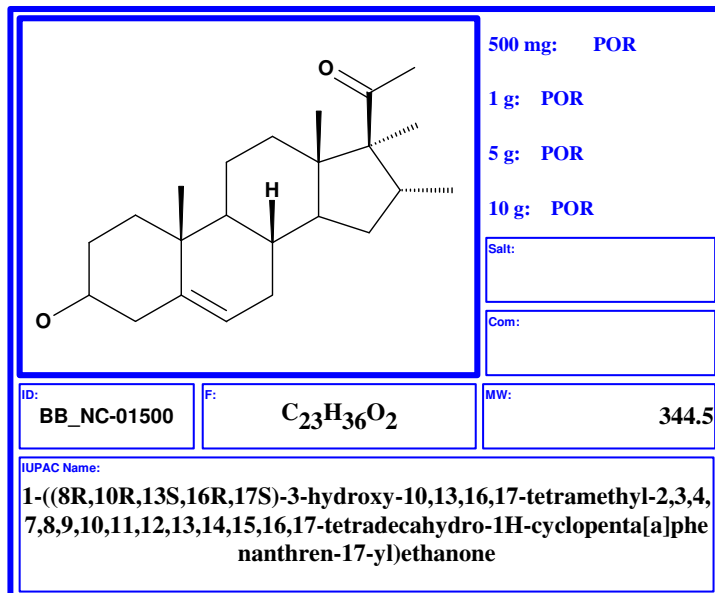 O
H
O
500 mg: POR
1 g: POR
5 g: POR
10 g: POR
Salt:
Com:
ID:
BB_NC-01500
F:
C23H36O2
MW:
344.5
IUPAC Name:
1-((8R,10R,13S,16R,17S)-3-hydroxy-10,13,16,17-tetramethyl-2,3,4,
7,8,9,10,11,12,13,14,15,16,17-tetradecahydro-1H-cyclopenta[a]phe
nanthren-17-yl)ethanone